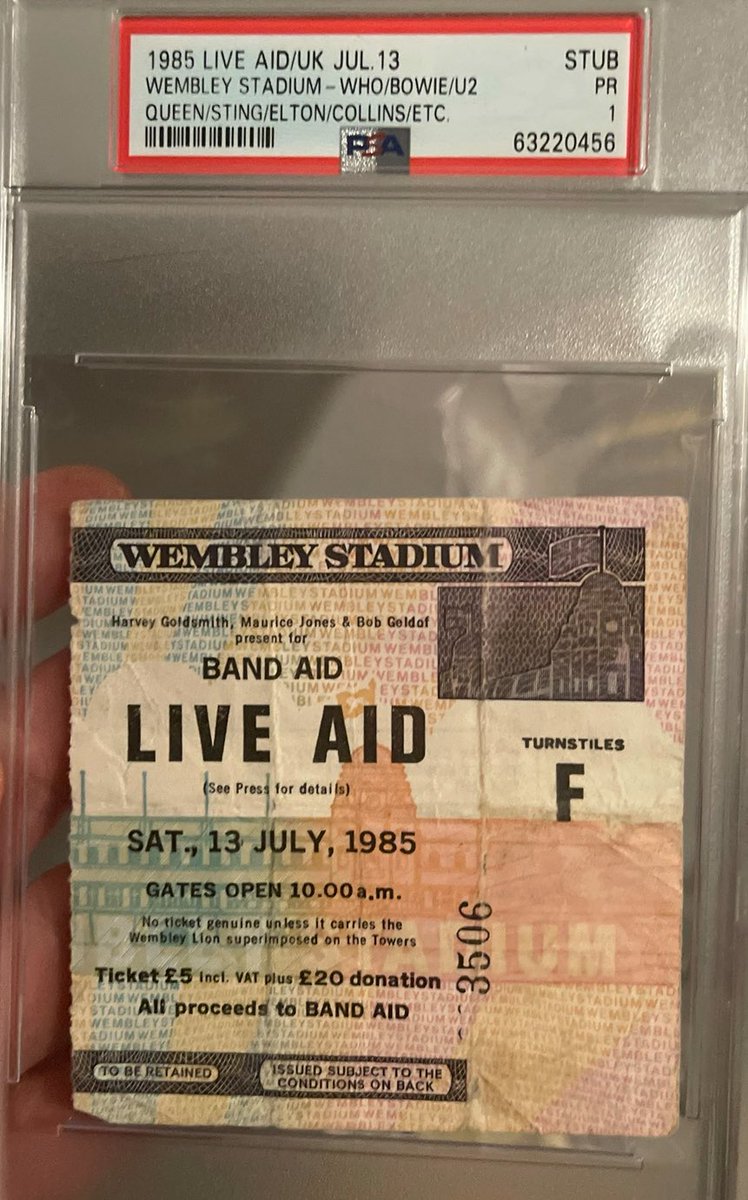 1985 LIVE AID/UK JUL.13 STUB
WEMBLEY STADIUM - WHO/BOWIE/U2 PR
QUEEN/STING/ELTON/COLLINS/ETC. 1
PSA 63220456
WEMBLEY STADIUM
Harvey Goldsmith, Maurice Jones & Bob Geldof
present for
BAND AID
LIVE AID
(See Press for details)
TURNSTILES
F
SAT., 13 JULY, 1985
GATES OPEN 10.00a.m.
No ticket genuine unless it carries the
Wembley Lion superimposed on the Towers
3506
Ticket £5 incl. VAT plus £20 donation
All proceeds to BAND AID
TO BE RETAINED
ISSUED SUBJECT TO THE
CONDITIONS ON BACK